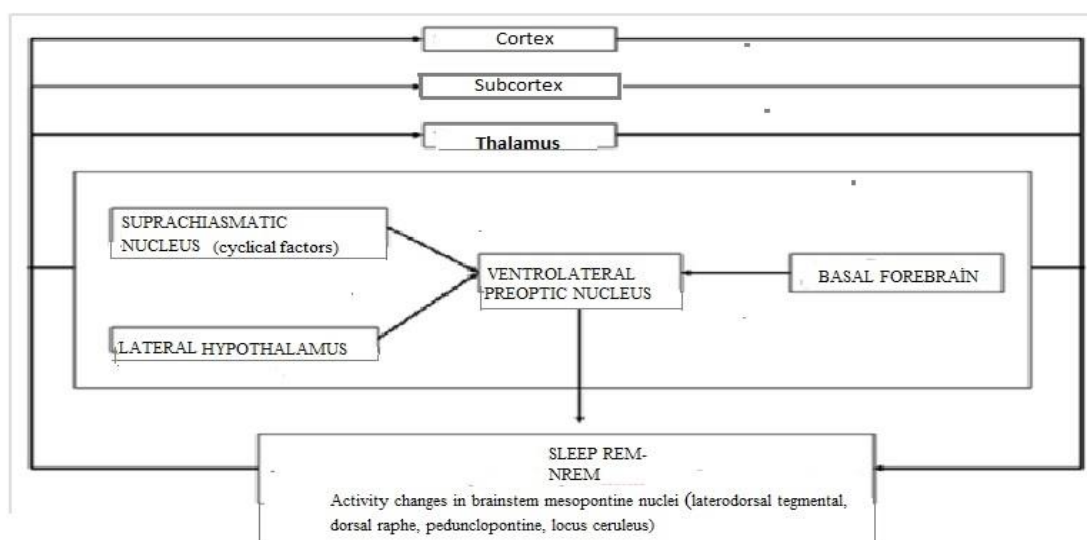 Cortex
Subcortex
Thalamus
SUPRACHIASMATIC
NUCLEUS (cyclical factors)
VENTROLATERAL
PREOPTIC NUCLEUS
BASAL FOREBRAİN
LATERAL HYPOTHALAMUS
SLEEP REM-
NREM
Activity changes in brainstem mesopontine nuclei (laterodorsal tegmental,
dorsal raphe, pedunclopontine, locus ceruleus)